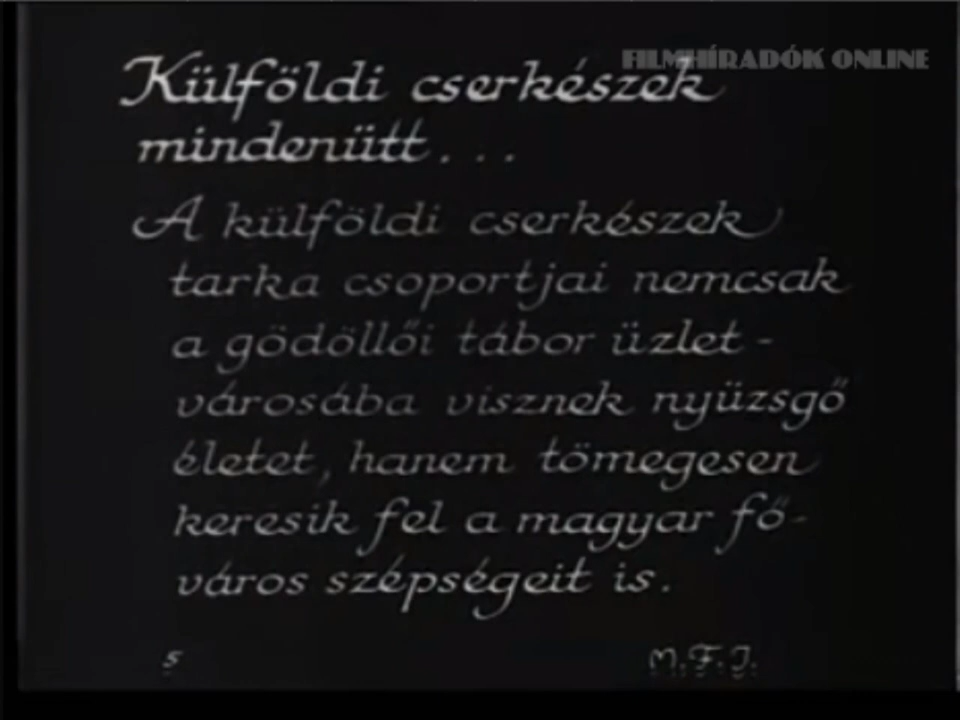 FILMHÍRADÓK ONLINE
Külföldi cserkészek
mindenütt...
A külföldi cserkészek
tarka csoportjai nemcsak
a gödöllői tábor üzlet-
városába visznek nyüzsgő
életet, hanem tömegesen
keresik fel a magyar fő-
város szépségeit is.
5
M.F.I.